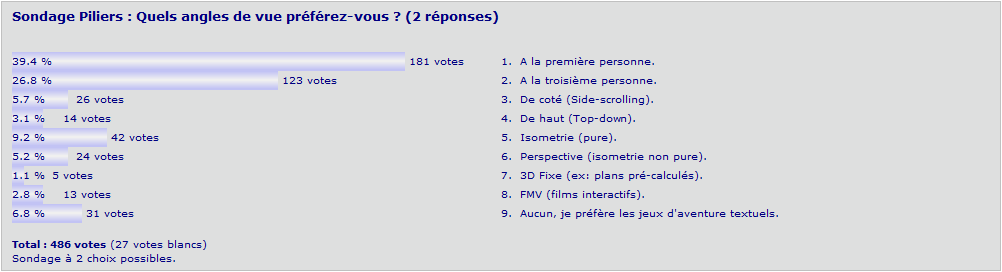 Sondage Piliers : Quels angles de vue préférez-vous ? (2 réponses)
39.4 % 181 votes 1. A la première personne.
26.8 % 123 votes 2. A la troisième personne.
5.7 % 26 votes 3. De coté (Side-scrolling).
3.1 % 14 votes 4. De haut (Top-down).
9.2 % 42 votes 5. Isometrie (pure).
5.2 % 24 votes 6. Perspective (isometrie non pure).
1.1 % 5 votes 7. 3D Fixe (ex: plans pré-calculés).
2.8 % 13 votes 8. FMV (films interactifs).
6.8 % 31 votes 9. Aucun, je préfère les jeux d'aventure textuels.
Total : 486 votes (27 votes blancs)
Sondage à 2 choix possibles.